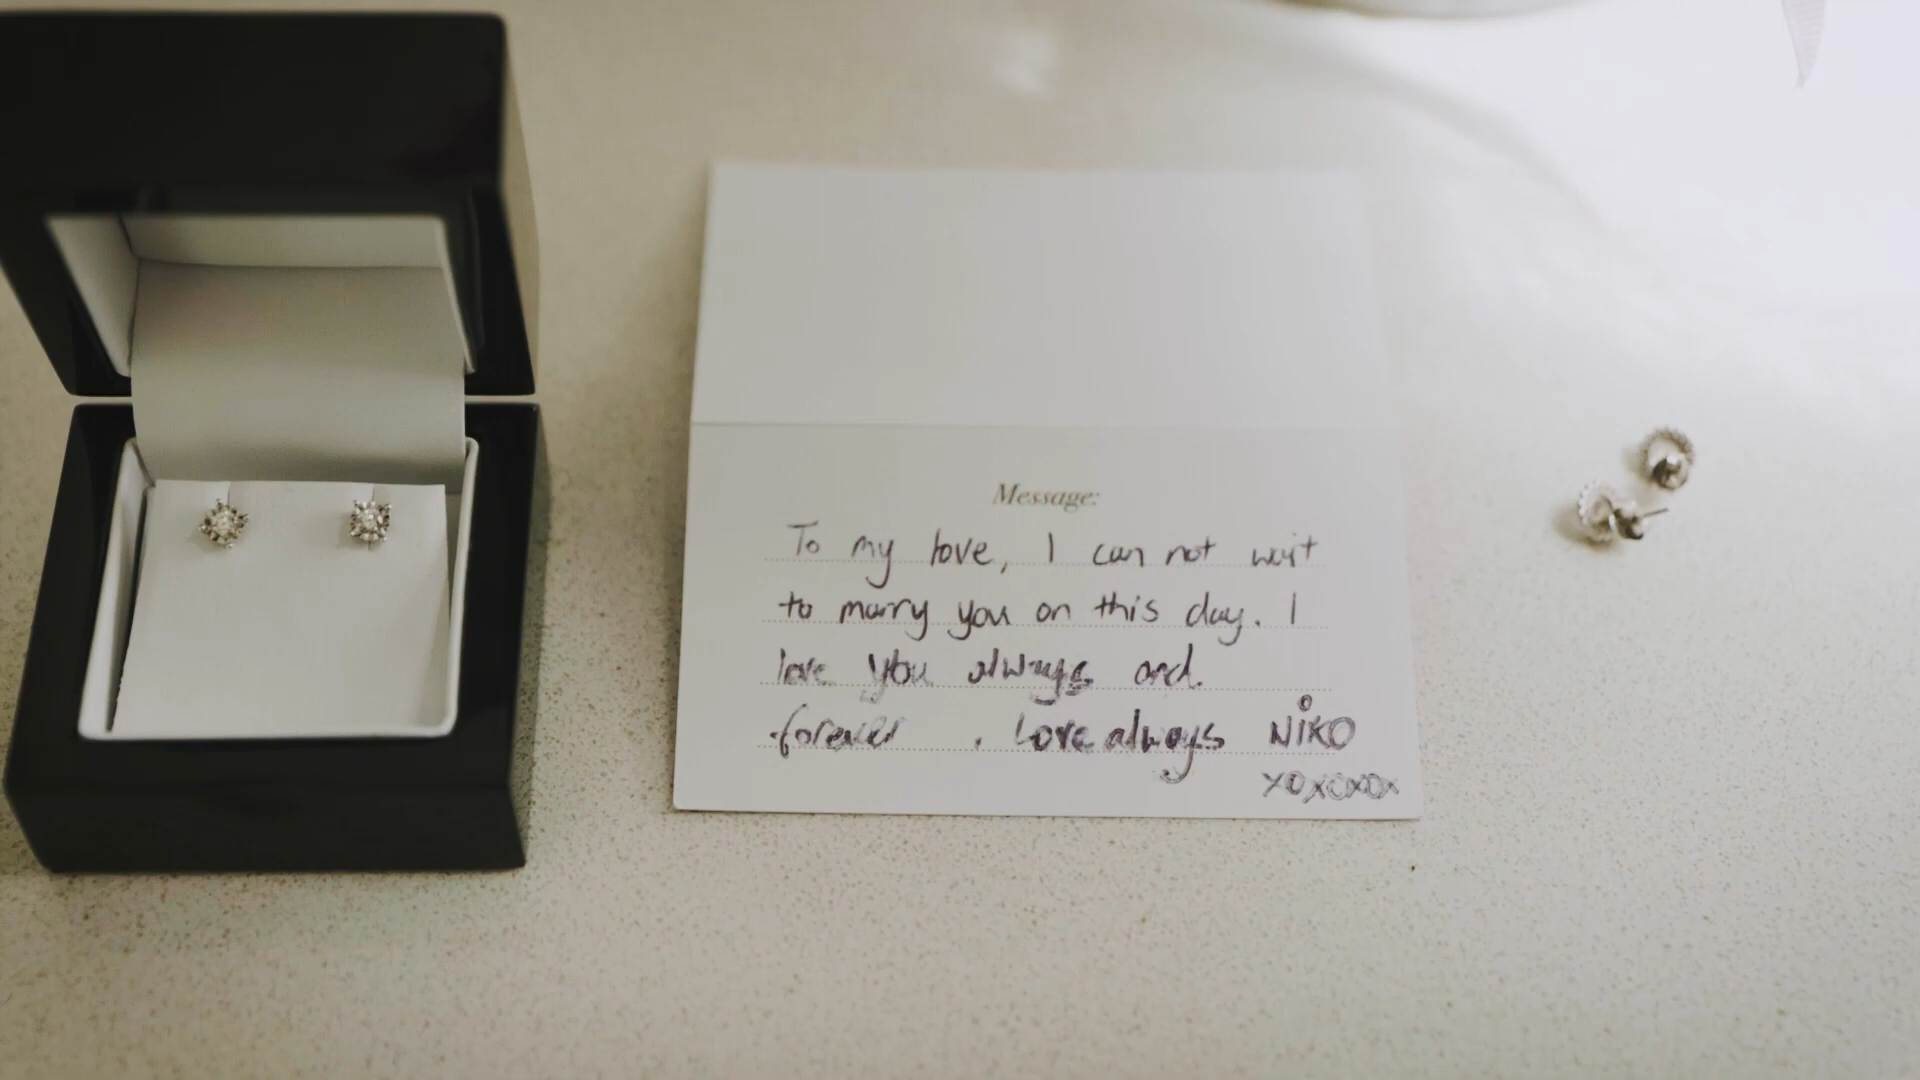 Message:
To my love, I can not wait
to marry you on this day. I
love you always and.
forever . Love always NIKO
xoxoxox